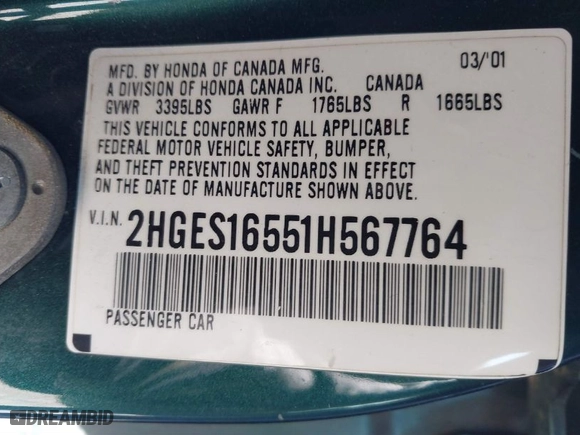 MFD. BY HONDA OF CANADA MFG. 03/'01
A DIVISION OF HONDA CANADA INC. CANADA
GVWR 3395LBS GAWR F 1765LBS R 1665LBS
THIS VEHICLE CONFORMS TO ALL APPLICABLE
FEDERAL MOTOR VEHICLE SAFETY, BUMPER,
AND THEFT PREVENTION STANDARDS IN EFFECT
ON THE DATE OF MANUFACTURE SHOWN ABOVE.
V.I.N. 2HGES16551H567764
PASSENGER CAR
DREAMBID